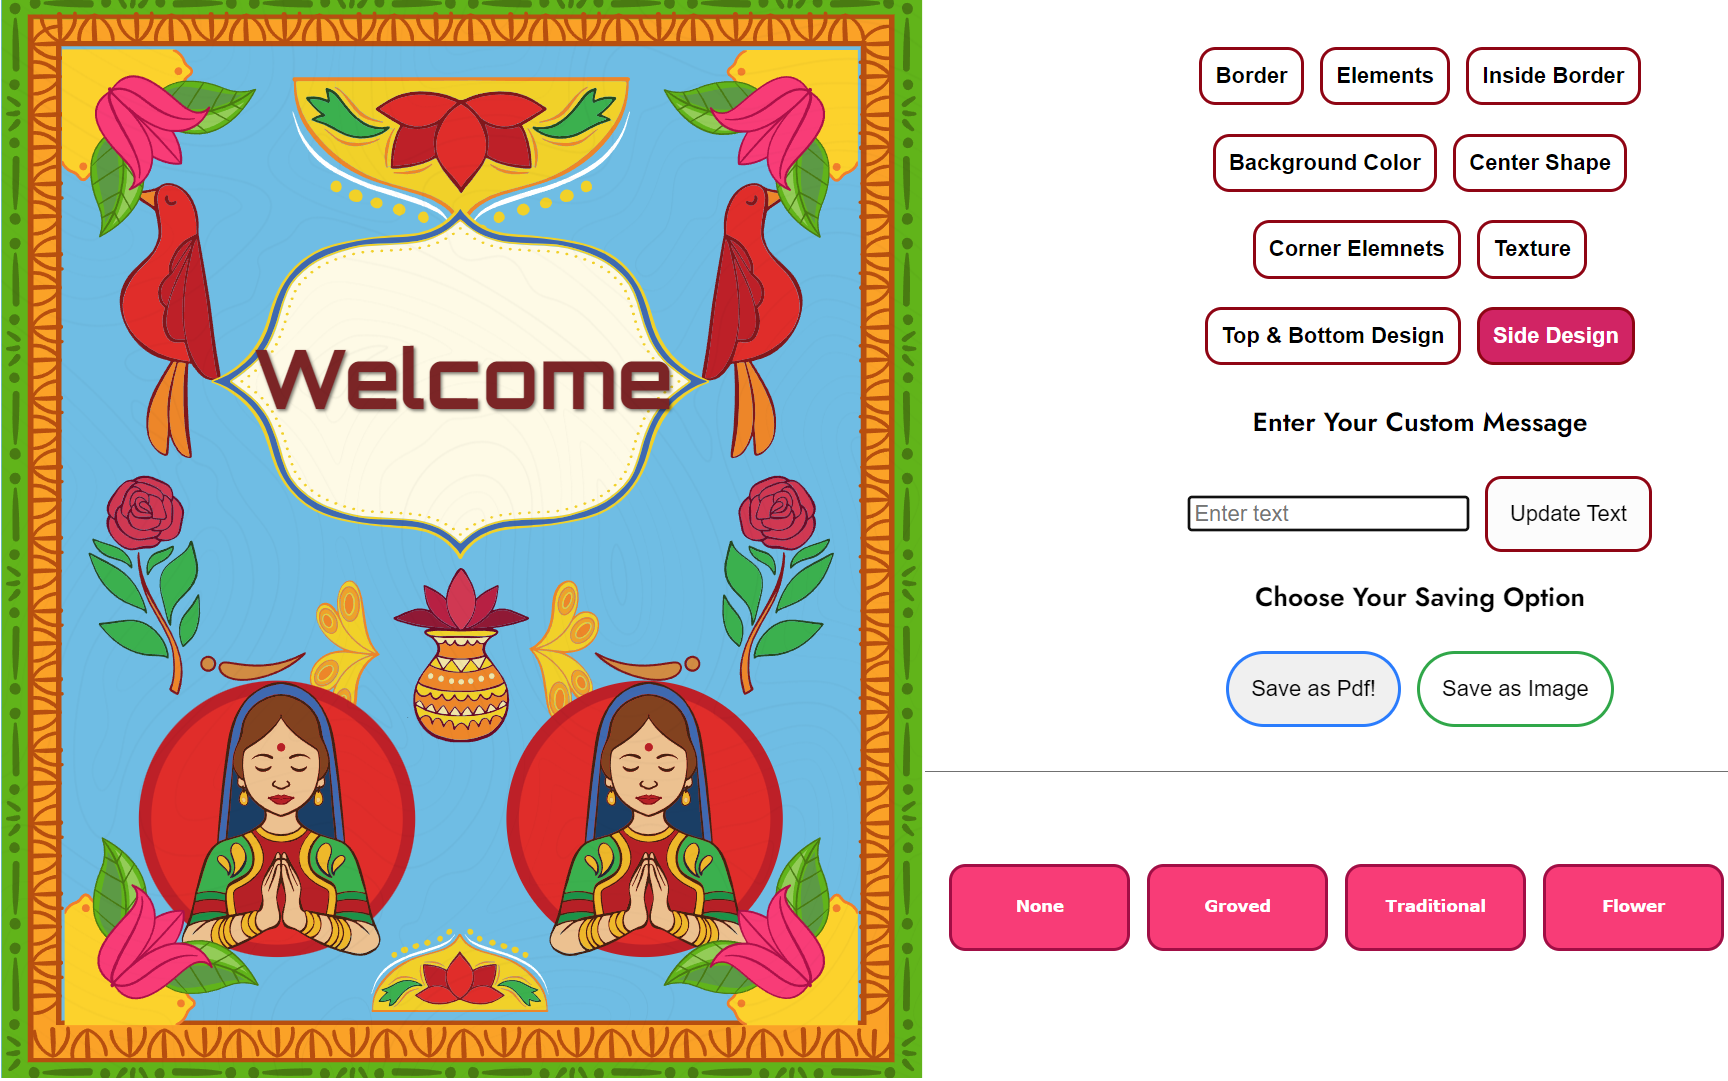 Welcome
Border Elements Inside Border
Background Color Center Shape
Corner Elemnets Texture
Top & Bottom Design Side Design
Enter Your Custom Message
Enter text Update Text
Choose Your Saving Option
Save as Pdf! Save as Image
None Groved Traditional Flower